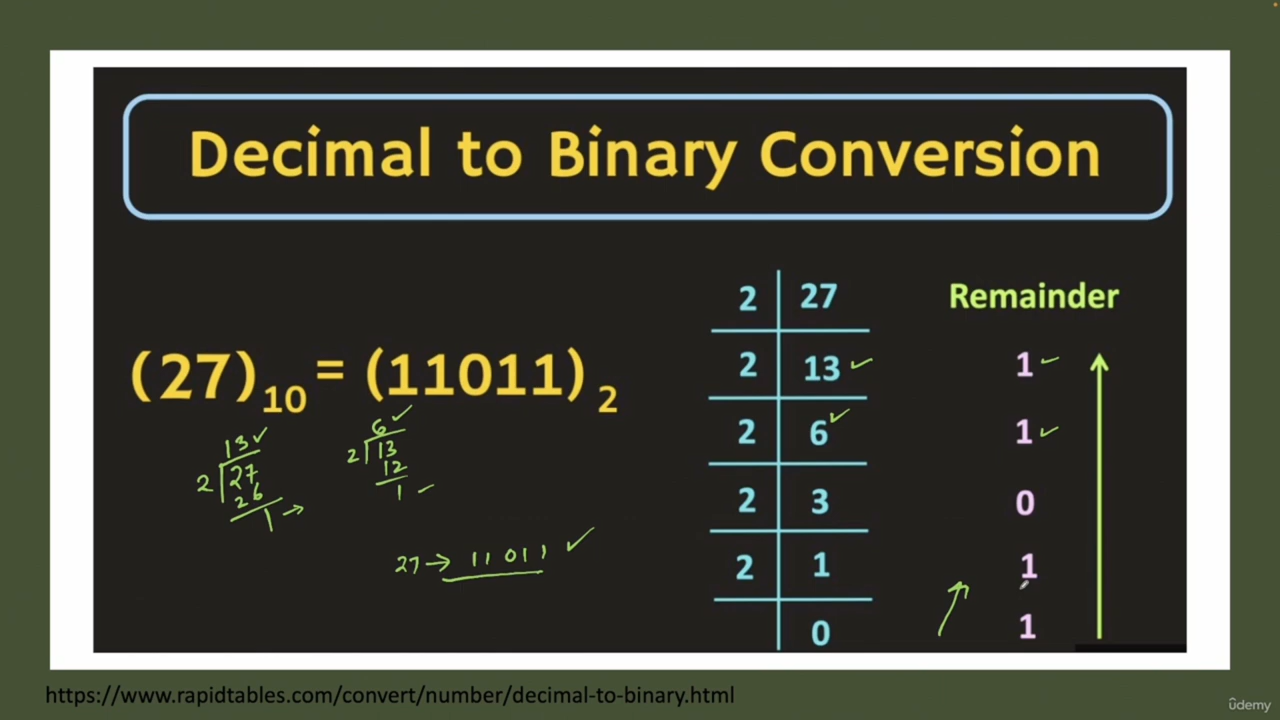 Decimal to Binary Conversion
(27)10 = (11011)2
13
2 27
26
1
6
2 13
12
1
27 → 11011
Remainder
2 27
2 13 1
2 6 1
2 3 0
2 1 1
0 1
https://www.rapidtables.com/convert/number/decimal-to-binary.html
ûdemy